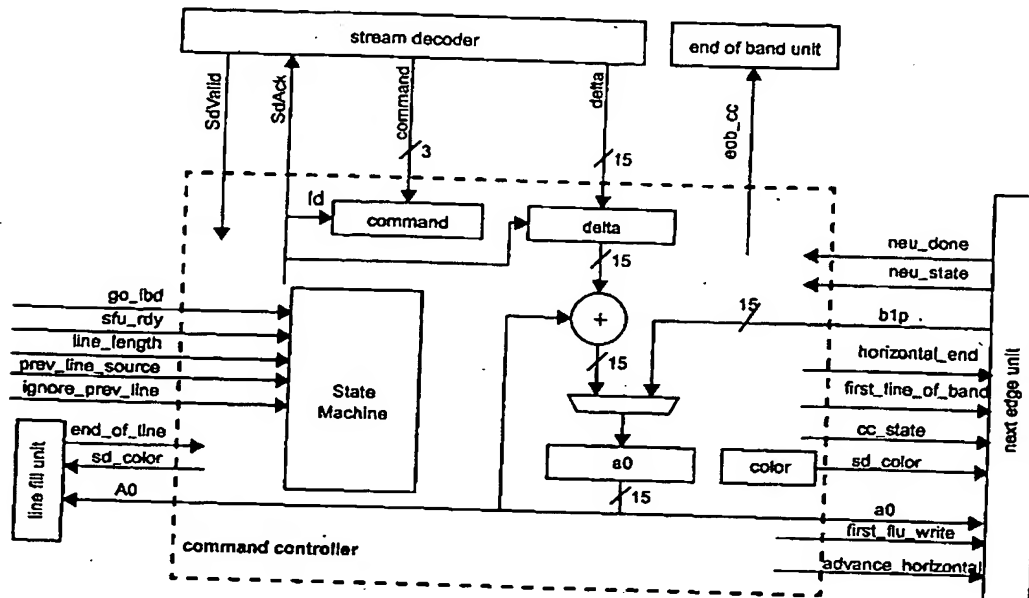 stream decoder
end of band unit
SdValid
SdAck
command
delta
eob_cc
3
15
fd
command
delta
neu_done
neu_state
15
go_fbd
sfu_rdy
line_length
prev_line_source
ignore_prev_line
+
15
b1p
15
horizontal_end
first_line_of_band
State
Machine
next edge unit
end_of_line
sd_color
line fill unit
cc_state
a0
color
sd_color
A0
15
a0
command controller
first_flu_write
advance_horizontal